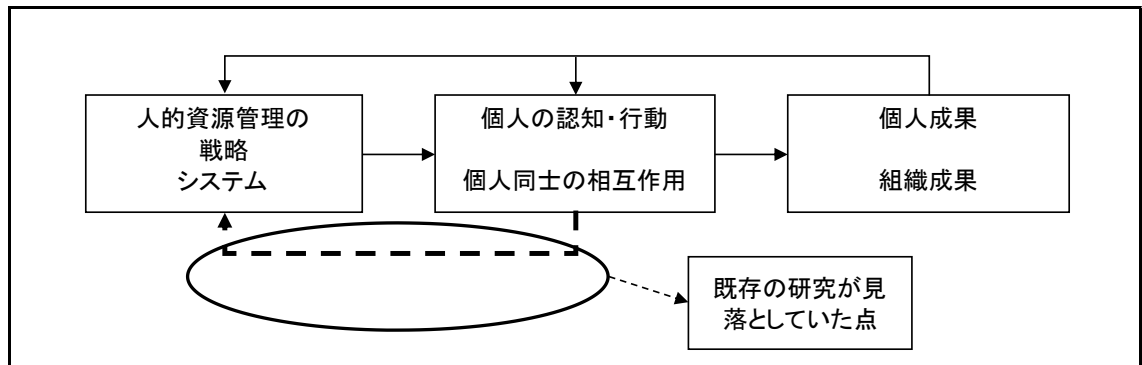 人的資源管理の
戦略
システム
個人の認知・行動
個人同士の相互作用
個人成果
組織成果
既存の研究が見
落としていた点